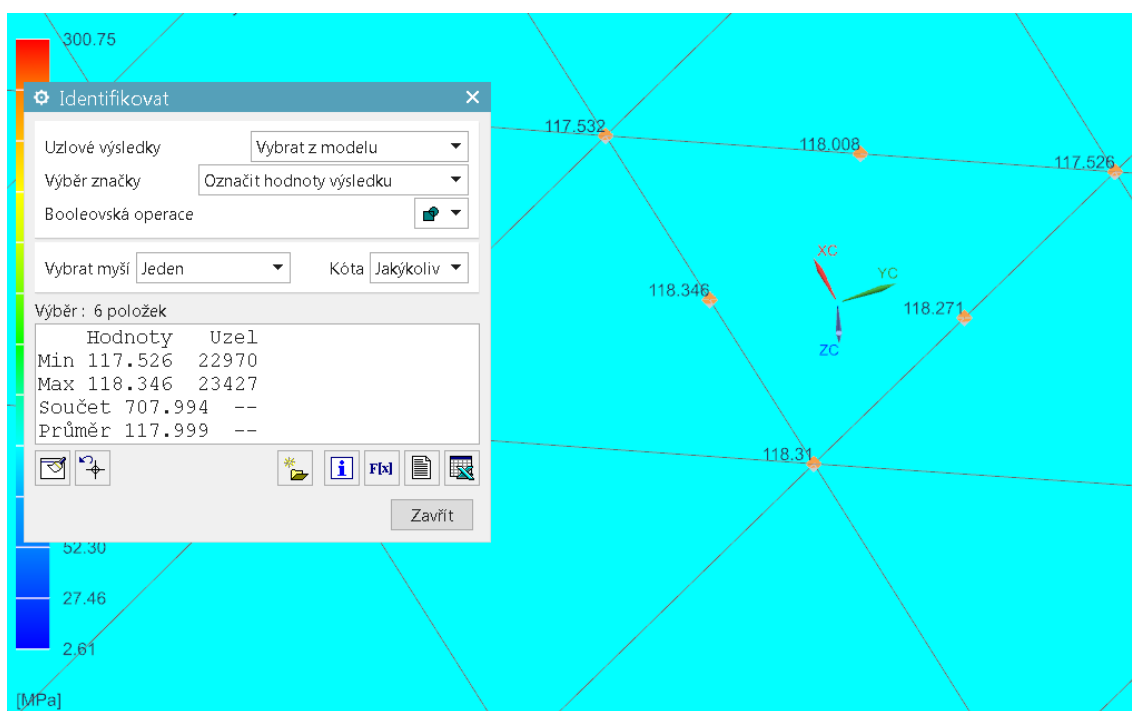 300.75
Identifikovat
Uzlové výsledky Vybrat z modelu
Výběr značky Označit hodnoty výsledku
Booleovská operace
Vybrat myší Jeden Kóta Jakýkoliv
Výběr : 6 položek
Hodnoty Uzel
Min 117.526 22970
Max 118.346 23427
Součet 707.994 --
Průměr 117.999 --
F[x]
Zavřít
52.30
27.46
2.61
[MPa]
117.532
118.008
117.526
XC
YC
118.346
118.271
ZC
118.31